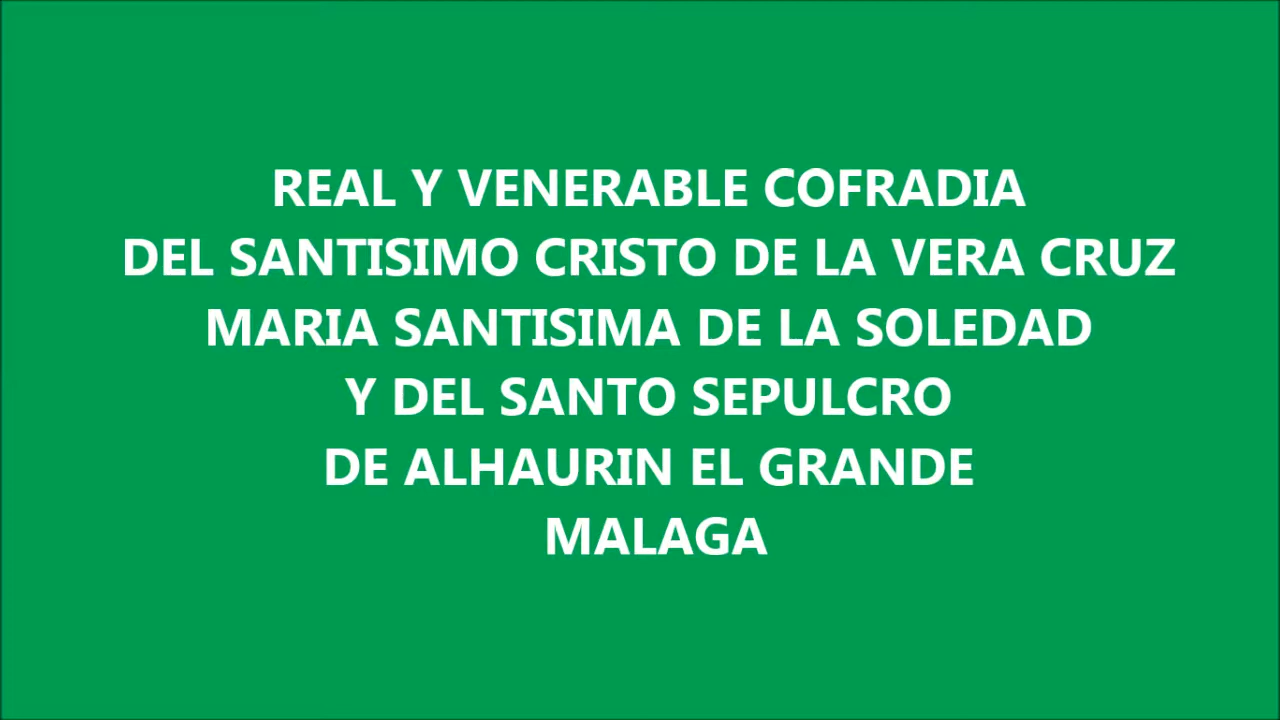 REAL Y VENERABLE COFRADIA
DEL SANTISIMO CRISTO DE LA VERA CRUZ
MARIA SANTISIMA DE LA SOLEDAD
Y DEL SANTO SEPULCRO
DE ALHAURIN EL GRANDE
MALAGA